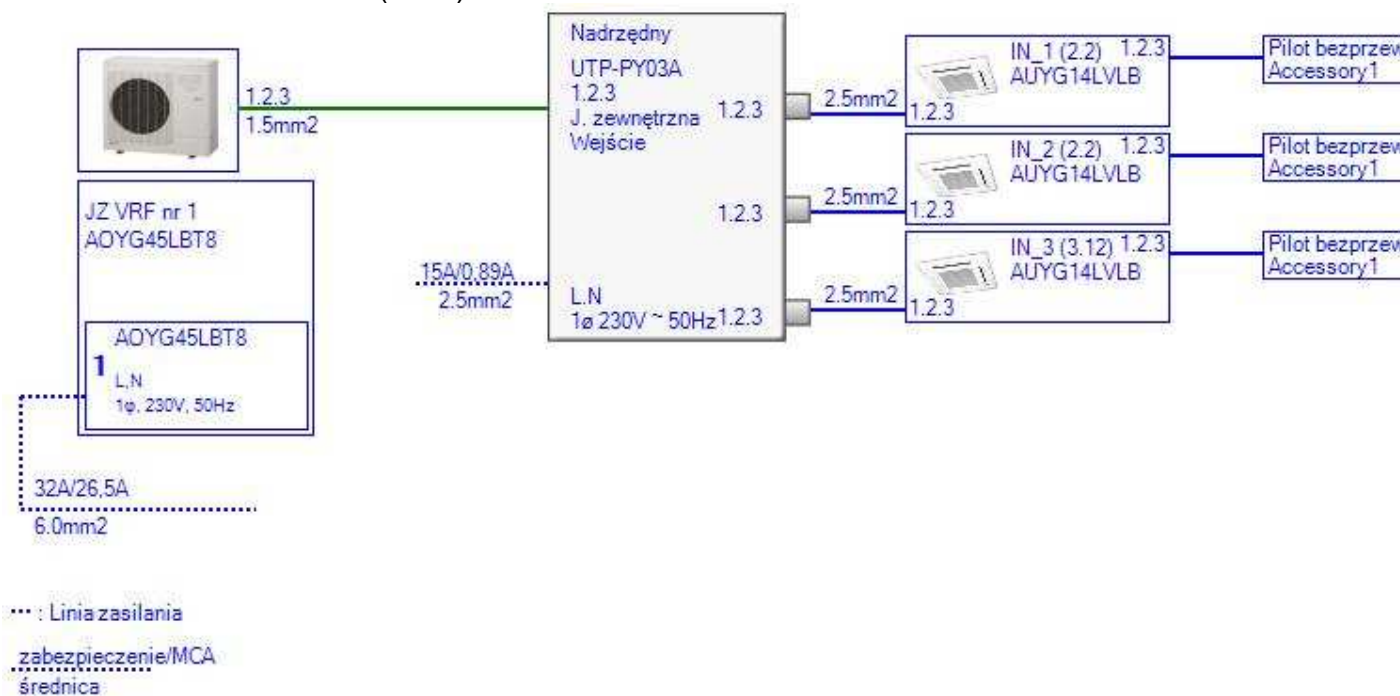 1.2.3
1.5mm2
JZ VRF nr 1
AOYG45LBT8
AOYG45LBT8
1
L,N
1φ, 230V, 50Hz
32A/26,5A
6.0mm2
Nadrzędny
UTP-PY03A
1.2.3
J. zewnętrzna
Wejście
1.2.3
1.2.3
15A/0,89A
2.5mm2
L.N
1ø 230V ~ 50Hz 1.2.3
2.5mm2
1.2.3
IN_1 (2.2) 1.2.3
AUYG14LVLB
Pilot bezprzew
Accessory1
2.5mm2
1.2.3
IN_2 (2.2) 1.2.3
AUYG14LVLB
Pilot bezprzew
Accessory1
2.5mm2
1.2.3
IN_3 (3.12) 1.2.3
AUYG14LVLB
Pilot bezprzew
Accessory1
... : Linia zasilania
zabezpieczenie/MCA
średnica